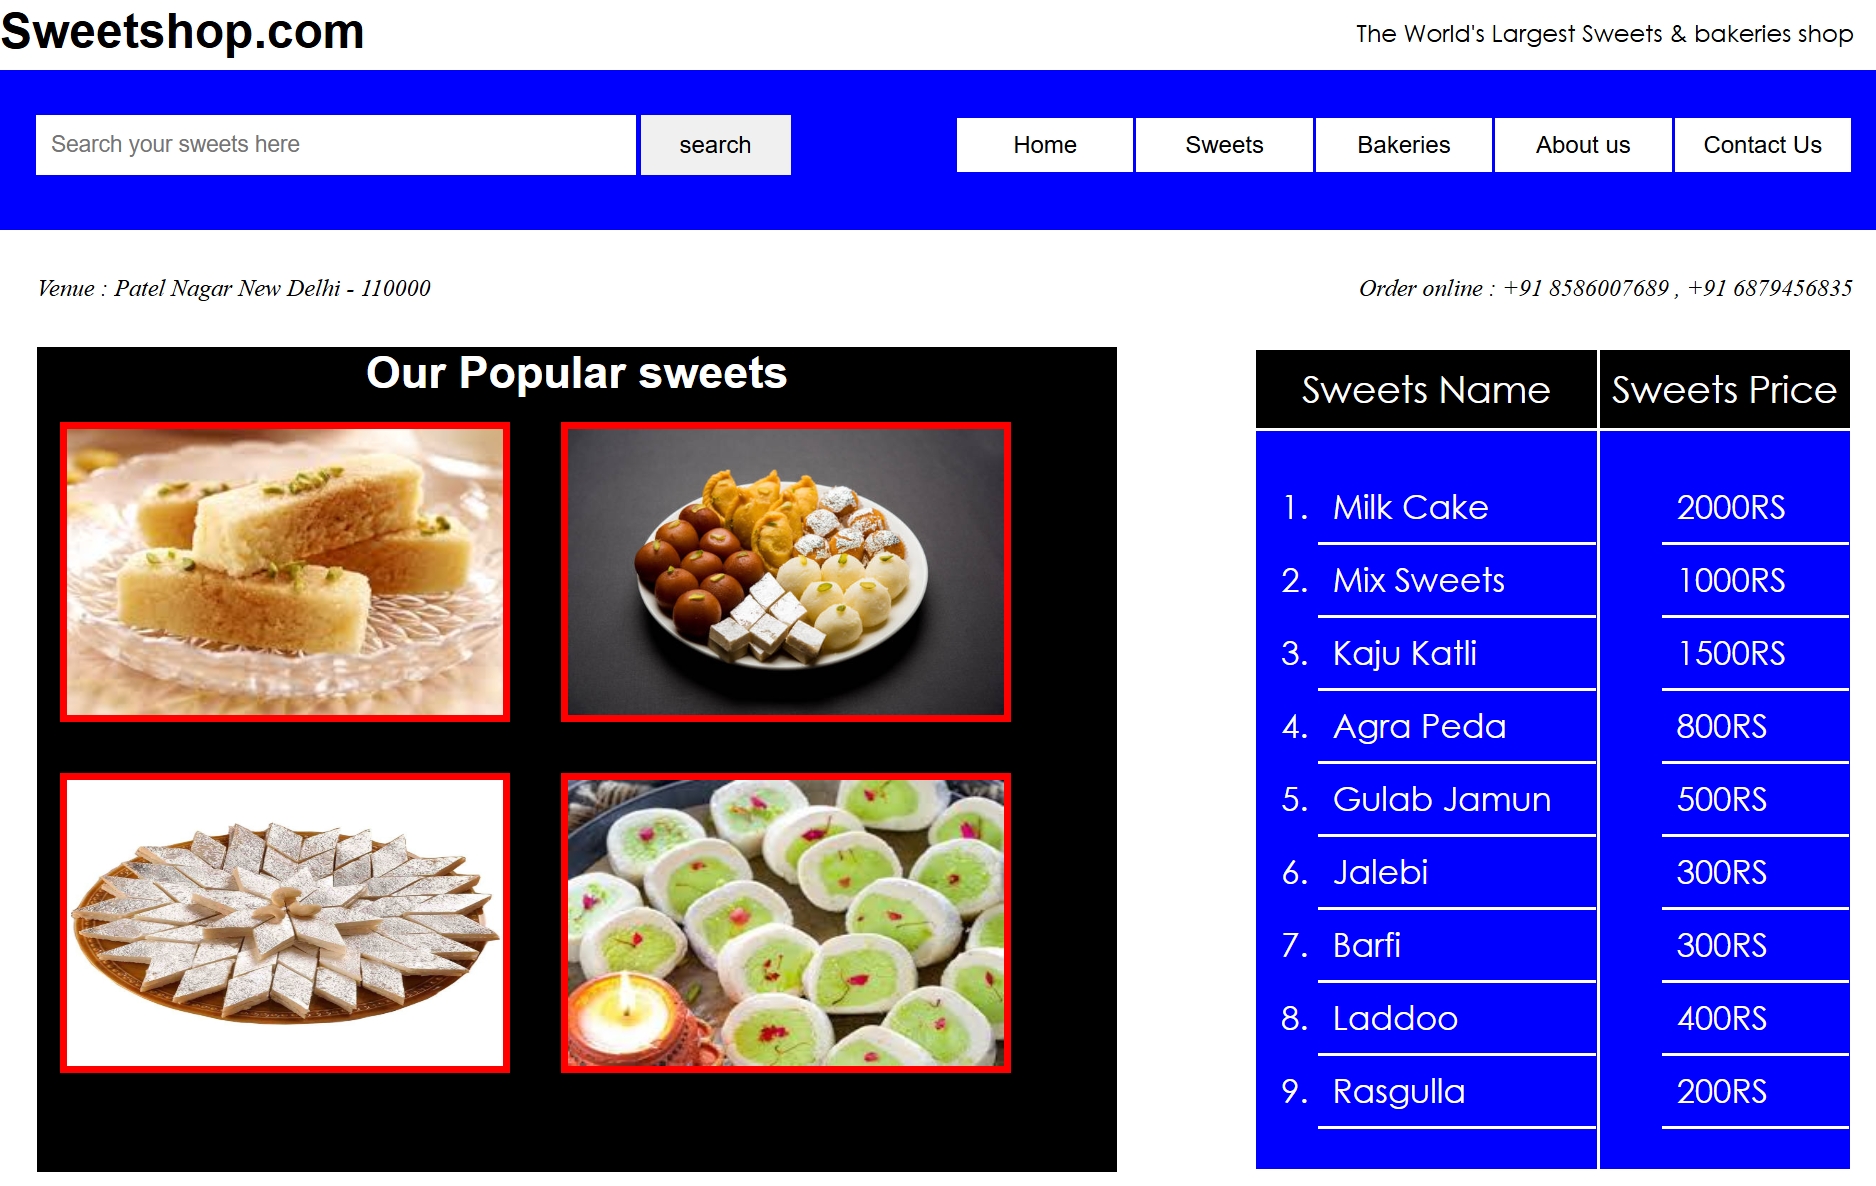 Sweetshop.com
The World's Largest Sweets & bakeries shop
Search your sweets here
search
Home
Sweets
Bakeries
About us
Contact Us
Venue : Patel Nagar New Delhi - 110000
Order online : +91 8586007689 , +91 6879456835
Our Popular sweets
Sweets Name Sweets Price
1. Milk Cake 2000RS
2. Mix Sweets 1000RS
3. Kaju Katli 1500RS
4. Agra Peda 800RS
5. Gulab Jamun 500RS
6. Jalebi 300RS
7. Barfi 300RS
8. Laddoo 400RS
9. Rasgulla 200RS